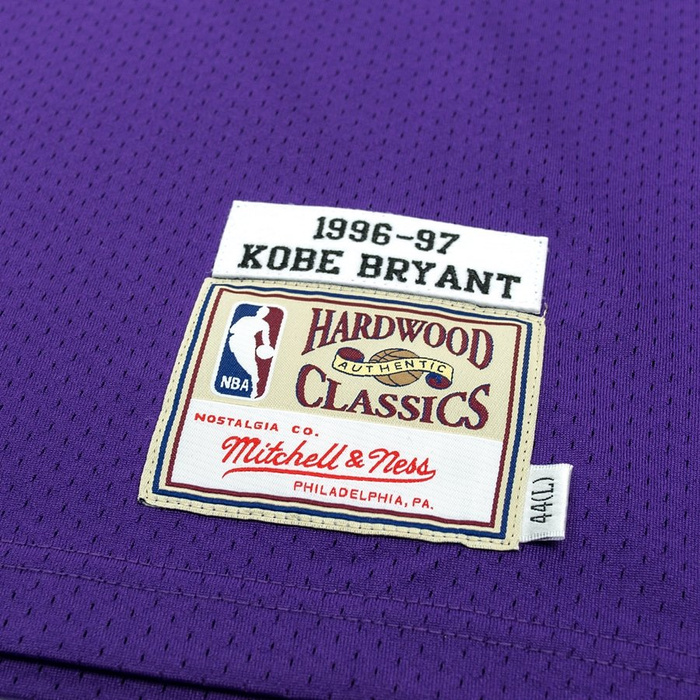 1996-97
KOBE BRYANT
NBA
HARDWOOD
AUTHENTIC
CLASSICS
NOSTALGIA CO.
Mitchell & Ness
PHILADELPHIA, PA.
44(L)